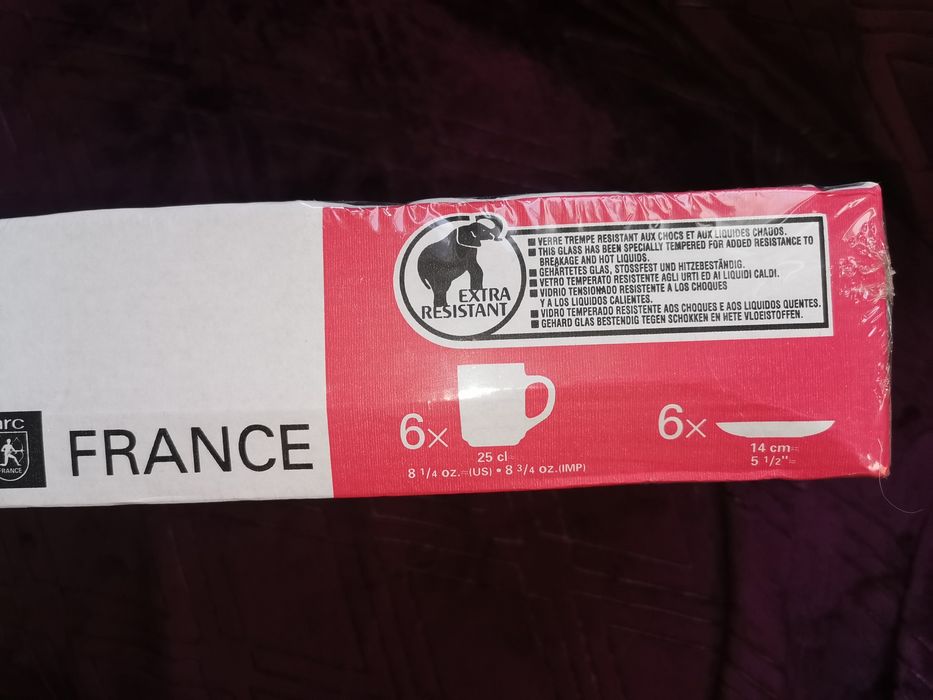 EXTRA
RESISTANT
VERRE TREMPE RESISTANT AUX CHOCS ET AUX LIQUIDES CHAUDS.
THIS GLASS HAS BEEN SPECIALLY TEMPERED FOR ADDED RESISTANCE TO
BREAKAGE AND HOT LIQUIDS.
GEHÄRTETES GLAS, STOSSFEST UND HITZEBESTÄNDIG.
VETRO TEMPERATO RESISTENTE AGLI URTI ED AI LIQUIDI CALDI.
VIDRIO TENSIONADO RESISTENTE A LOS CHOQUES
Y A LOS LIQUIDOS CALIENTES.
VIDRO TEMPERADO RESISTENTE AOS CHOQUES E AOS LIQUIDOS QUENTES.
GEHARD GLAS BESTENDIG TEGEN SCHOKKEN EN HETE VLOEISTOFFEN.
arc
FRANCE
FRANCE
6x
25 cl≈
8 1/4 oz.≈(US) • 8 3/4 oz.(IMP)
6x
14 cm≈
5 1/2"≈